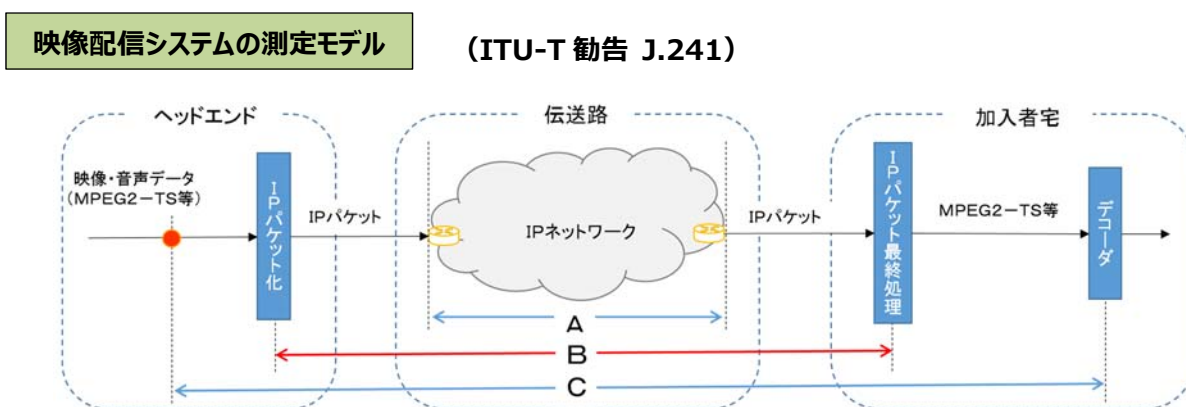 映像配信システムの測定モデル
（ITU-T 勧告 J.241）
ヘッドエンド
伝送路
加入者宅
映像・音声データ
（MPEG2－TS等）
IPパケット化
IPパケット
IPネットワーク
IPパケット
IPパケット最終処理
MPEG2－TS等
デコーダ
A
B
C